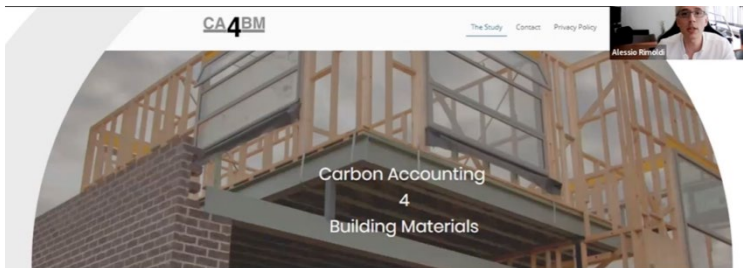 CA4BM
The Study Contact Privacy Policy
Alessio Rimoldi
Carbon Accounting
4
Building Materials